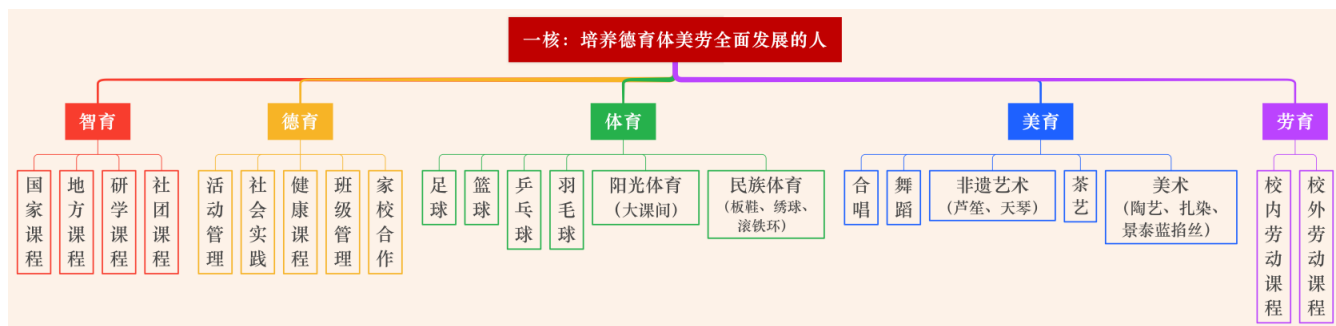 一核：培养德育体美劳全面发展的人
智育
德育
体育
美育
劳育
国家课程
地方课程
研学课程
社团课程
活动管理
社会实践
健康课程
班级管理
家校合作
足球
篮球
乒乓球
羽毛球
阳光体育
（大课间）
民族体育
（板鞋、绣球、
滚铁环）
合唱
舞蹈
非遗艺术
（芦笙、天琴）
茶艺
美术
（陶艺、扎染、
景泰蓝掐丝）
校内劳动课程
校外劳动课程